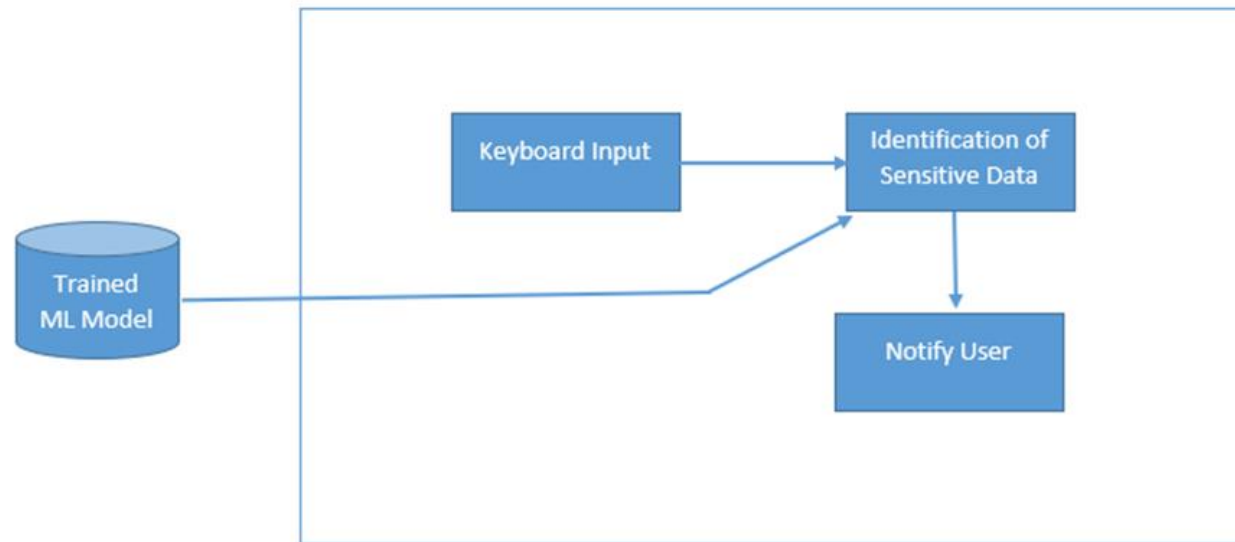 Keyboard Input
Identification of
Sensitive Data
Trained
ML Model
Notify User